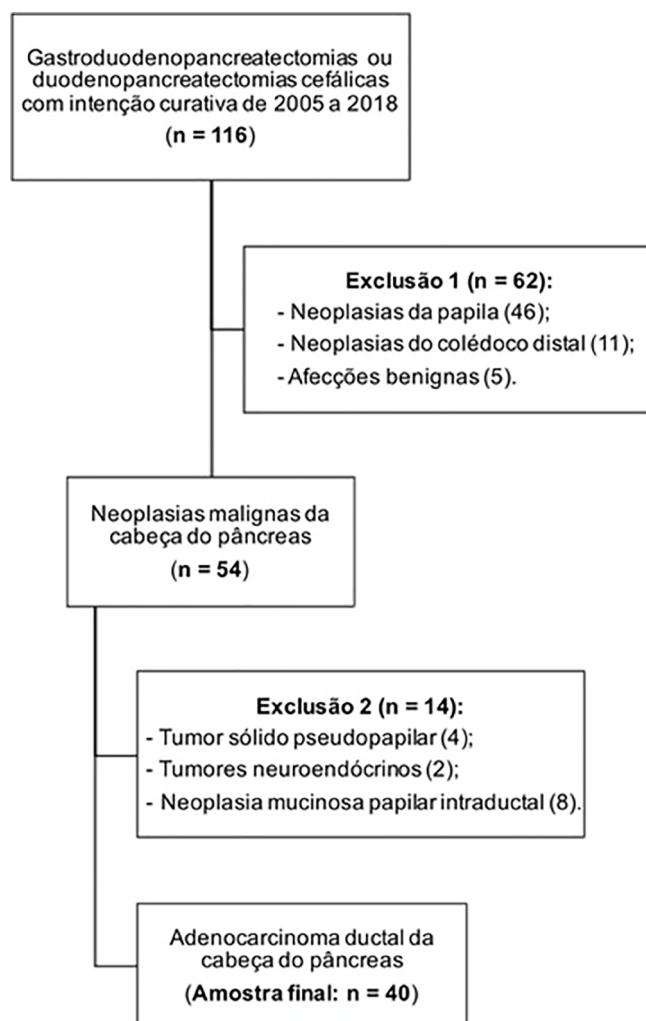 Gastroduodenopancreatectomias ou
duodenopancreatectomias cefálicas
com intenção curativa de 2005 a 2018
(n = 116)
Exclusão 1 (n = 62):
- Neoplasias da papila (46);
- Neoplasias do colédoco distal (11);
- Afecções benignas (5).
Neoplasias malignas da
cabeça do pâncreas
(n = 54)
Exclusão 2 (n = 14):
- Tumor sólido pseudopapilar (4);
- Tumores neuroendócrinos (2);
- Neoplasia mucinosa papilar intraductal (8).
Adenocarcinoma ductal da
cabeça do pâncreas
(Amostra final: n = 40)